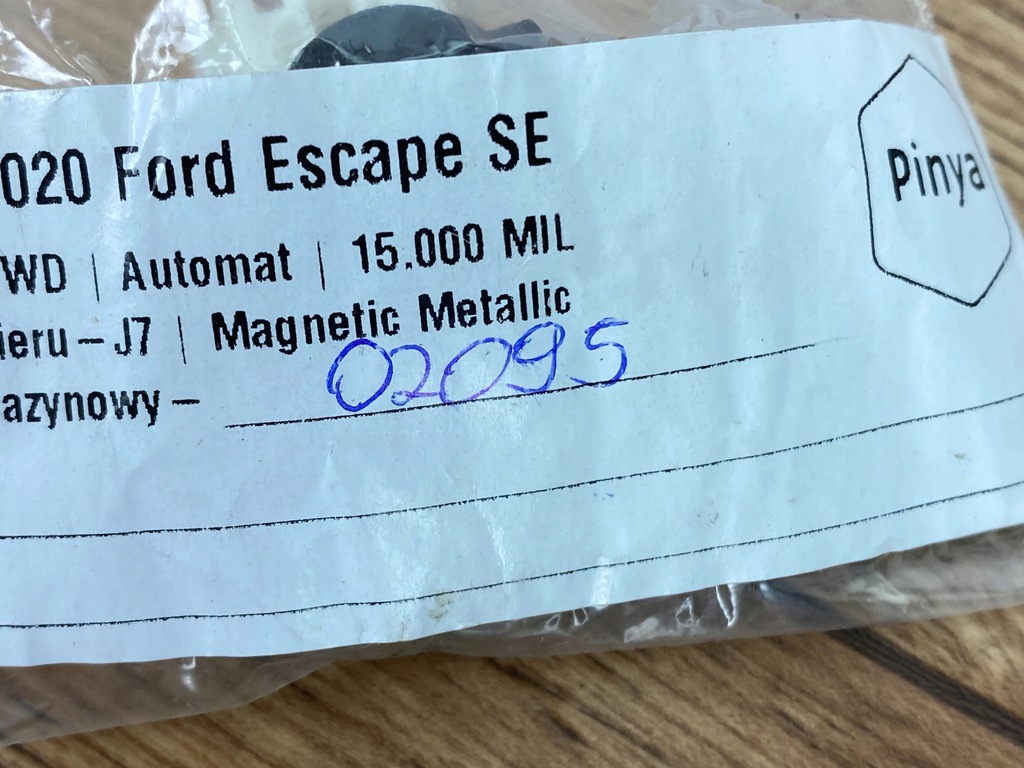 020 Ford Escape SE
Pinya
WD | Automat | 15.000 MIL
ieru – J7 | Magnetic Metallic
azynowy – 02095